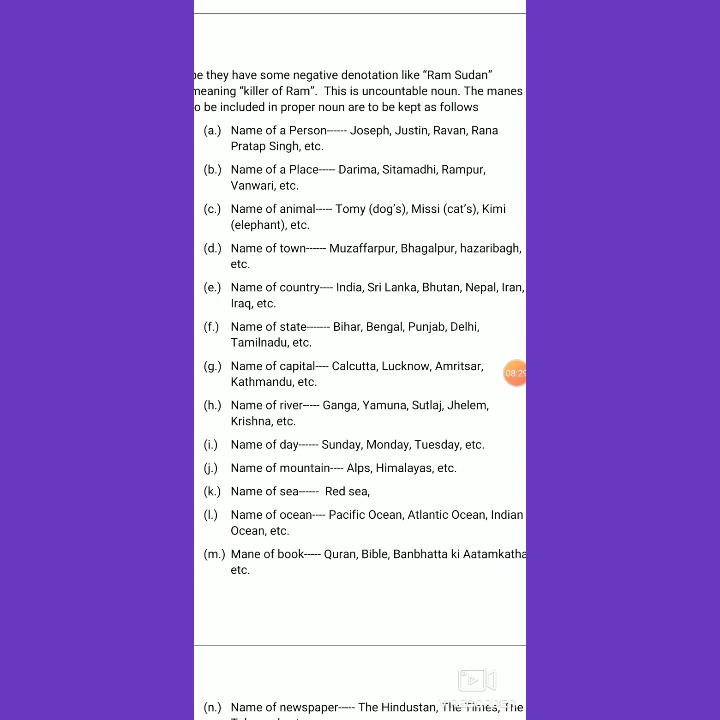 be they have some negative denotation like “Ram Sudan”
meaning “killer of Ram”. This is uncountable noun. The manes
o be included in proper noun are to be kept as follows
(a.) Name of a Person------ Joseph, Justin, Ravan, Rana
Pratap Singh, etc.
(b.) Name of a Place----- Darima, Sitamadhi, Rampur,
Vanwari, etc.
(c.) Name of animal----- Tomy (dog’s), Missi (cat’s), Kimi
(elephant), etc.
(d.) Name of town------ Muzaffarpur, Bhagalpur, hazaribagh,
etc.
(e.) Name of country---- India, Sri Lanka, Bhutan, Nepal, Iran,
Iraq, etc.
(f.) Name of state------- Bihar, Bengal, Punjab, Delhi,
Tamilnadu, etc.
(g.) Name of capital---- Calcutta, Lucknow, Amritsar,
Kathmandu, etc.
08:29
(h.) Name of river----- Ganga, Yamuna, Sutlaj, Jhelem,
Krishna, etc.
(i.) Name of day------ Sunday, Monday, Tuesday, etc.
(j.) Name of mountain---- Alps, Himalayas, etc.
(k.) Name of sea------ Red sea,
(l.) Name of ocean---- Pacific Ocean, Atlantic Ocean, Indian
Ocean, etc.
(m.) Mane of book----- Quran, Bible, Banbhatta ki Aatamkatha
etc.
(n.) Name of newspaper----- The Hindustan, The Times, The